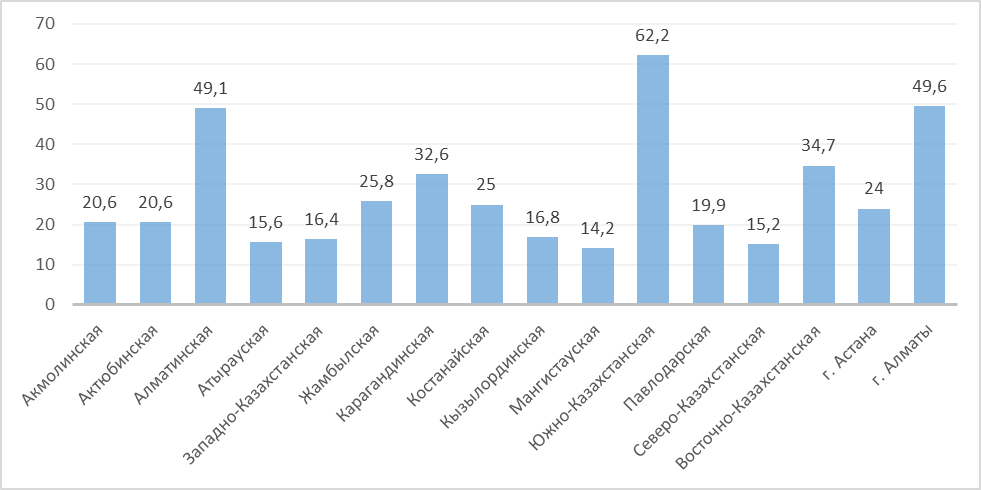 70
60
50
40
30
20
10
0
20,6
20,6
49,1
15,6
16,4
25,8
32,6
25
16,8
14,2
62,2
19,9
15,2
34,7
24
49,6
Акмолинская
Актюбинская
Алматинская
Атырауская
Западно-Казахстанская
Жамбылская
Карагандинская
Костанайская
Кызылординская
Мангистауская
Южно-Казахстанская
Павлодарская
Северо-Казахстанская
Восточно-Казахстанская
г. Астана
г. Алматы